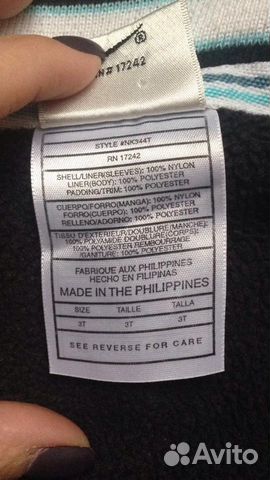 ®
RN# 17242
STYLE #NK344T
RN 17242
SHELL/LINER(SLEEVES): 100% NYLON
LINER(BODY): 100% POLYESTER
PADDING/TRIM: 100% POLYESTER
CUERPO/FORRO(MANGA): 100% NYLON
FORRO(CUERPO): 100% POLYESTER
RELLENO/ADORNO: 100% POLYESTER
TISSU D'EXTERIEUR/DOUBLURE(MANCHE):
100% POLYAMIDE DOUBLURE(CORPS):
100% POLYESTER/REMBOURRAGE
/GANITURE: 100% POLYESTER
FABRIQUE AUX PHILIPPINES
HECHO EN FILIPINAS
MADE IN THE PHILIPPINES
SIZE TAILLE TALLA
3T 3T 3T
SEE REVERSE FOR CARE
Avito